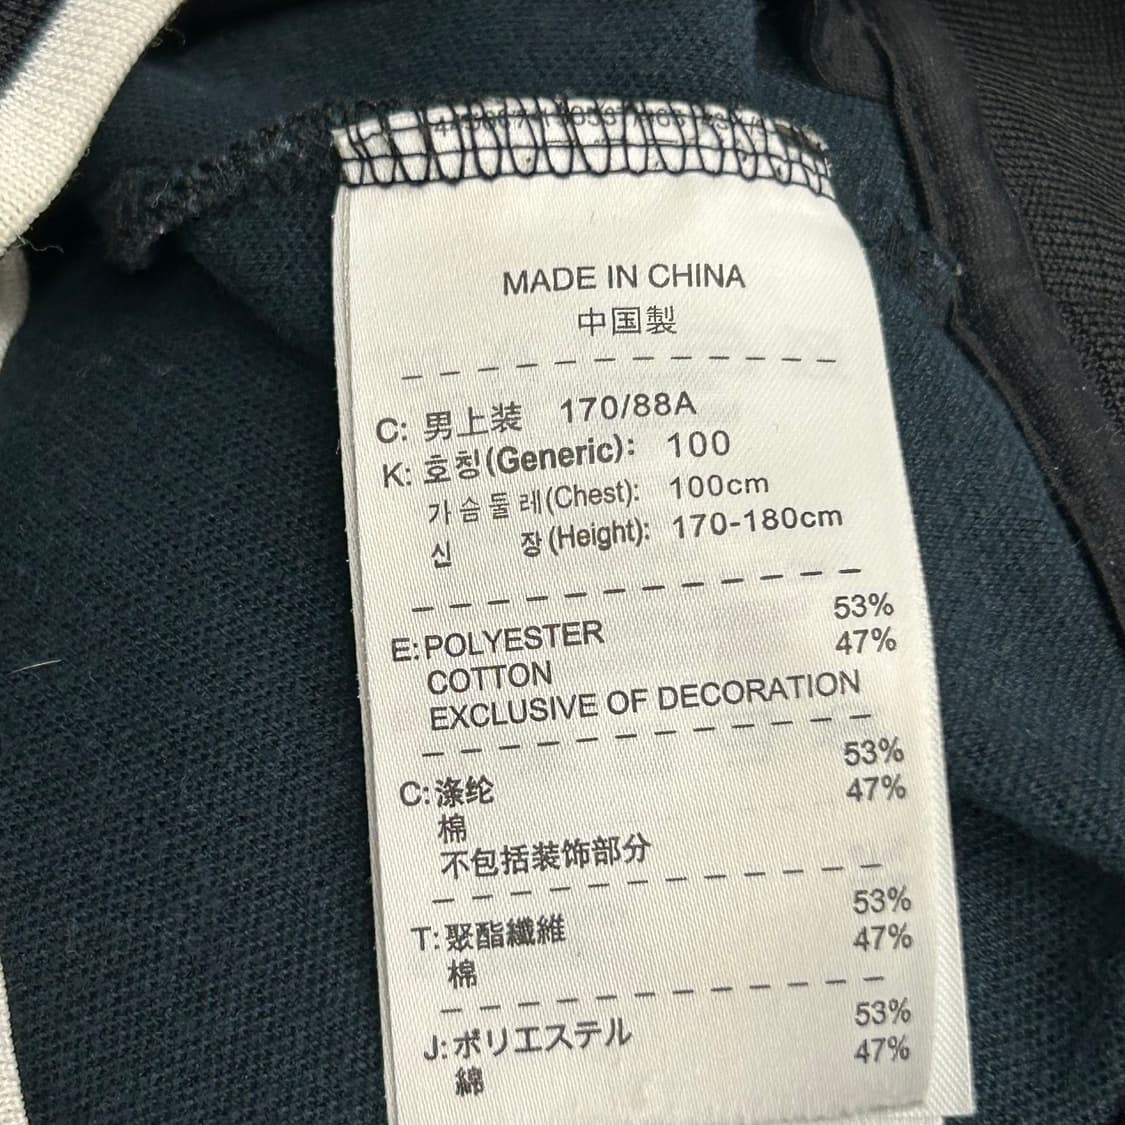 MADE IN CHINA
中国製
C: 男上装 170/88A
K: 호칭(Generic): 100
가슴둘레(Chest): 100cm
신 장(Height): 170-180cm
E:POLYESTER 53%
COTTON 47%
EXCLUSIVE OF DECORATION
C:涤纶 53%
棉 47%
不包括装饰部分
T:聚酯纖維 53%
棉 47%
J:ポリエステル 53%
綿 47%